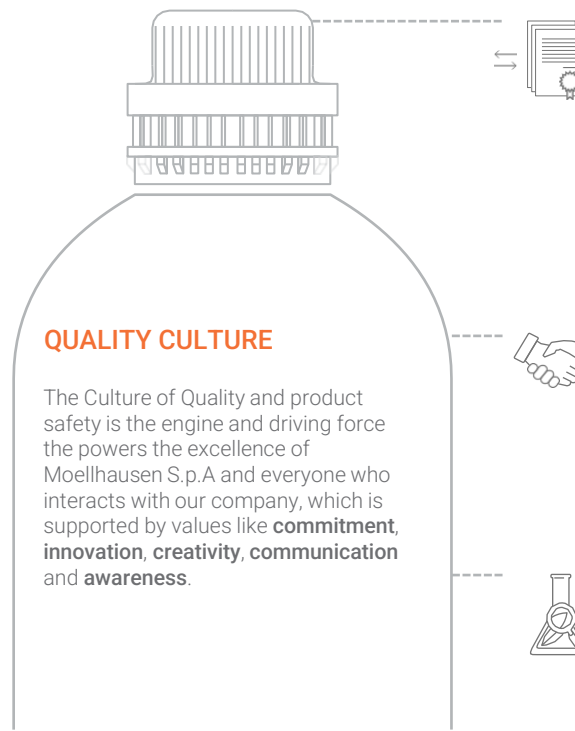 QUALITY CULTURE
The Culture of Quality and product
safety is the engine and driving force
the powers the excellence of
Moellhausen S.p.A and everyone who
interacts with our company, which is
supported by values like commitment,
innovation, creativity, communication
and awareness.